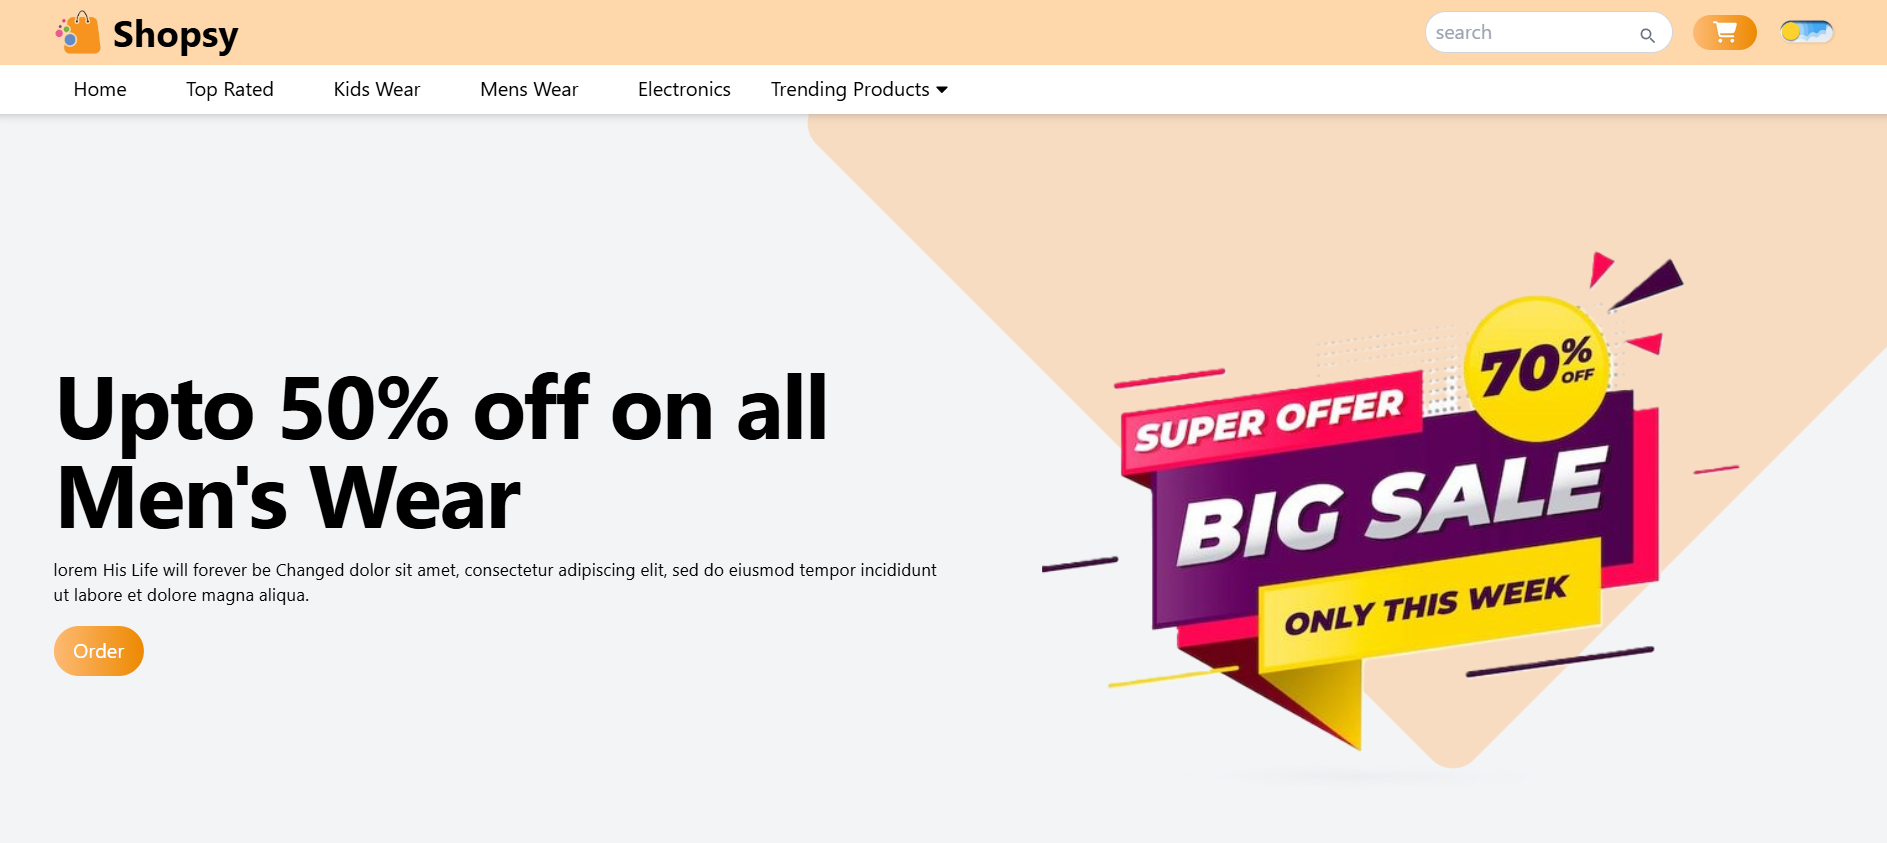 Shopsy
search
Home Top Rated Kids Wear Mens Wear Electronics Trending Products
Upto 50% off on all
Men's Wear
lorem His Life will forever be Changed dolor sit amet, consectetur adipiscing elit, sed do eiusmod tempor incididunt
ut labore et dolore magna aliqua.
Order
70%
OFF
SUPER OFFER
BIG SALE
ONLY THIS WEEK